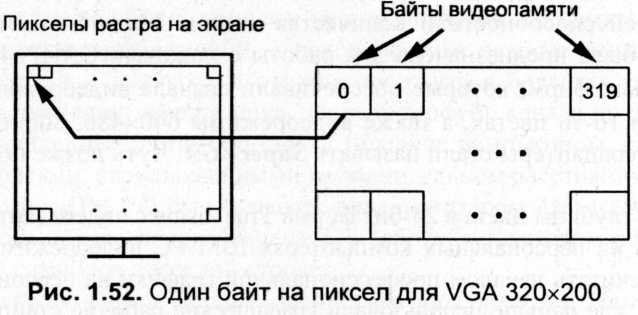 Пикселы растра на экране
Байты видеопамяти
0 1 319
Рис. 1.52. Один байт на пиксел для VGA 320×200